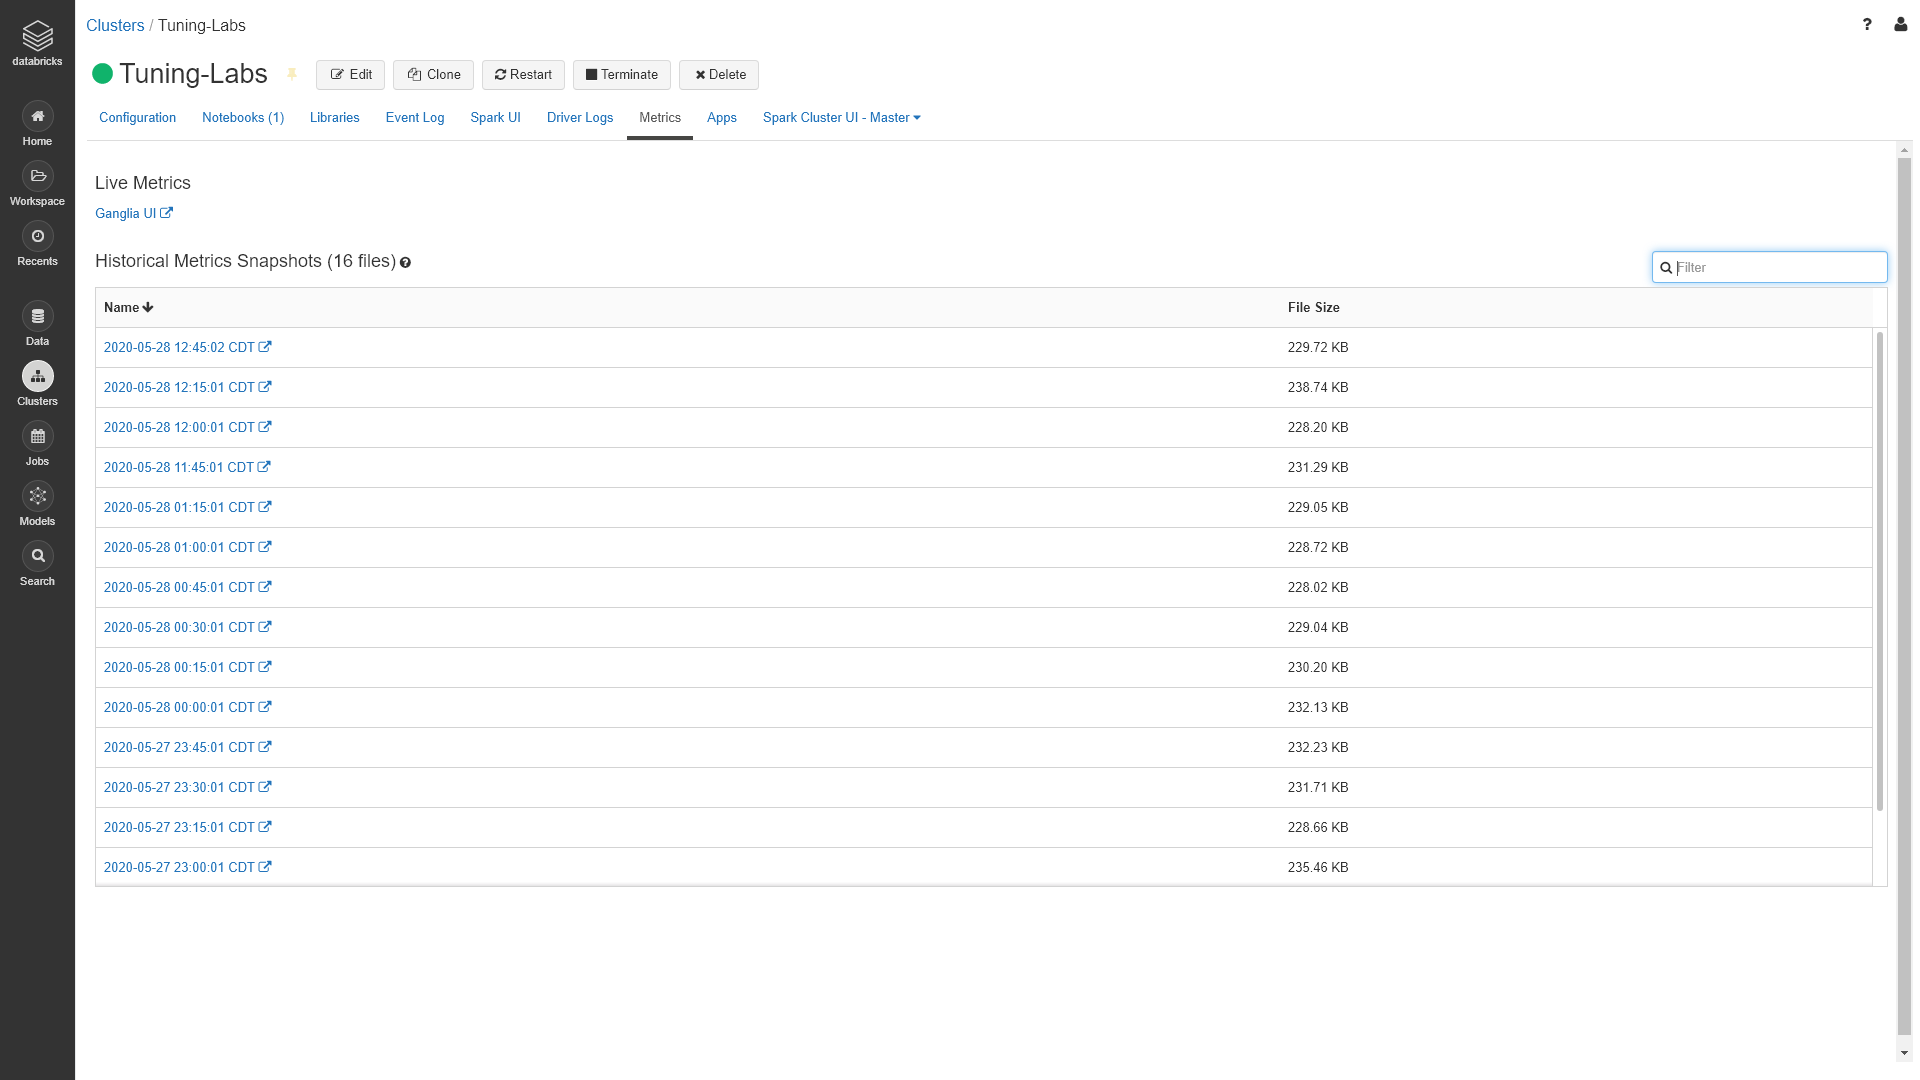 databricks
Home
Workspace
Recents
Data
Clusters
Jobs
Models
Search
Clusters / Tuning-Labs
?
Tuning-Labs Edit Clone Restart Terminate Delete
Configuration Notebooks (1) Libraries Event Log Spark UI Driver Logs Metrics Apps Spark Cluster UI - Master
Live Metrics
Ganglia UI
Historical Metrics Snapshots (16 files) ?
Filter
Name File Size
2020-05-28 12:45:02 CDT 229.72 KB
2020-05-28 12:15:01 CDT 238.74 KB
2020-05-28 12:00:01 CDT 228.20 KB
2020-05-28 11:45:01 CDT 231.29 KB
2020-05-28 01:15:01 CDT 229.05 KB
2020-05-28 01:00:01 CDT 228.72 KB
2020-05-28 00:45:01 CDT 228.02 KB
2020-05-28 00:30:01 CDT 229.04 KB
2020-05-28 00:15:01 CDT 230.20 KB
2020-05-28 00:00:01 CDT 232.13 KB
2020-05-27 23:45:01 CDT 232.23 KB
2020-05-27 23:30:01 CDT 231.71 KB
2020-05-27 23:15:01 CDT 228.66 KB
2020-05-27 23:00:01 CDT 235.46 KB